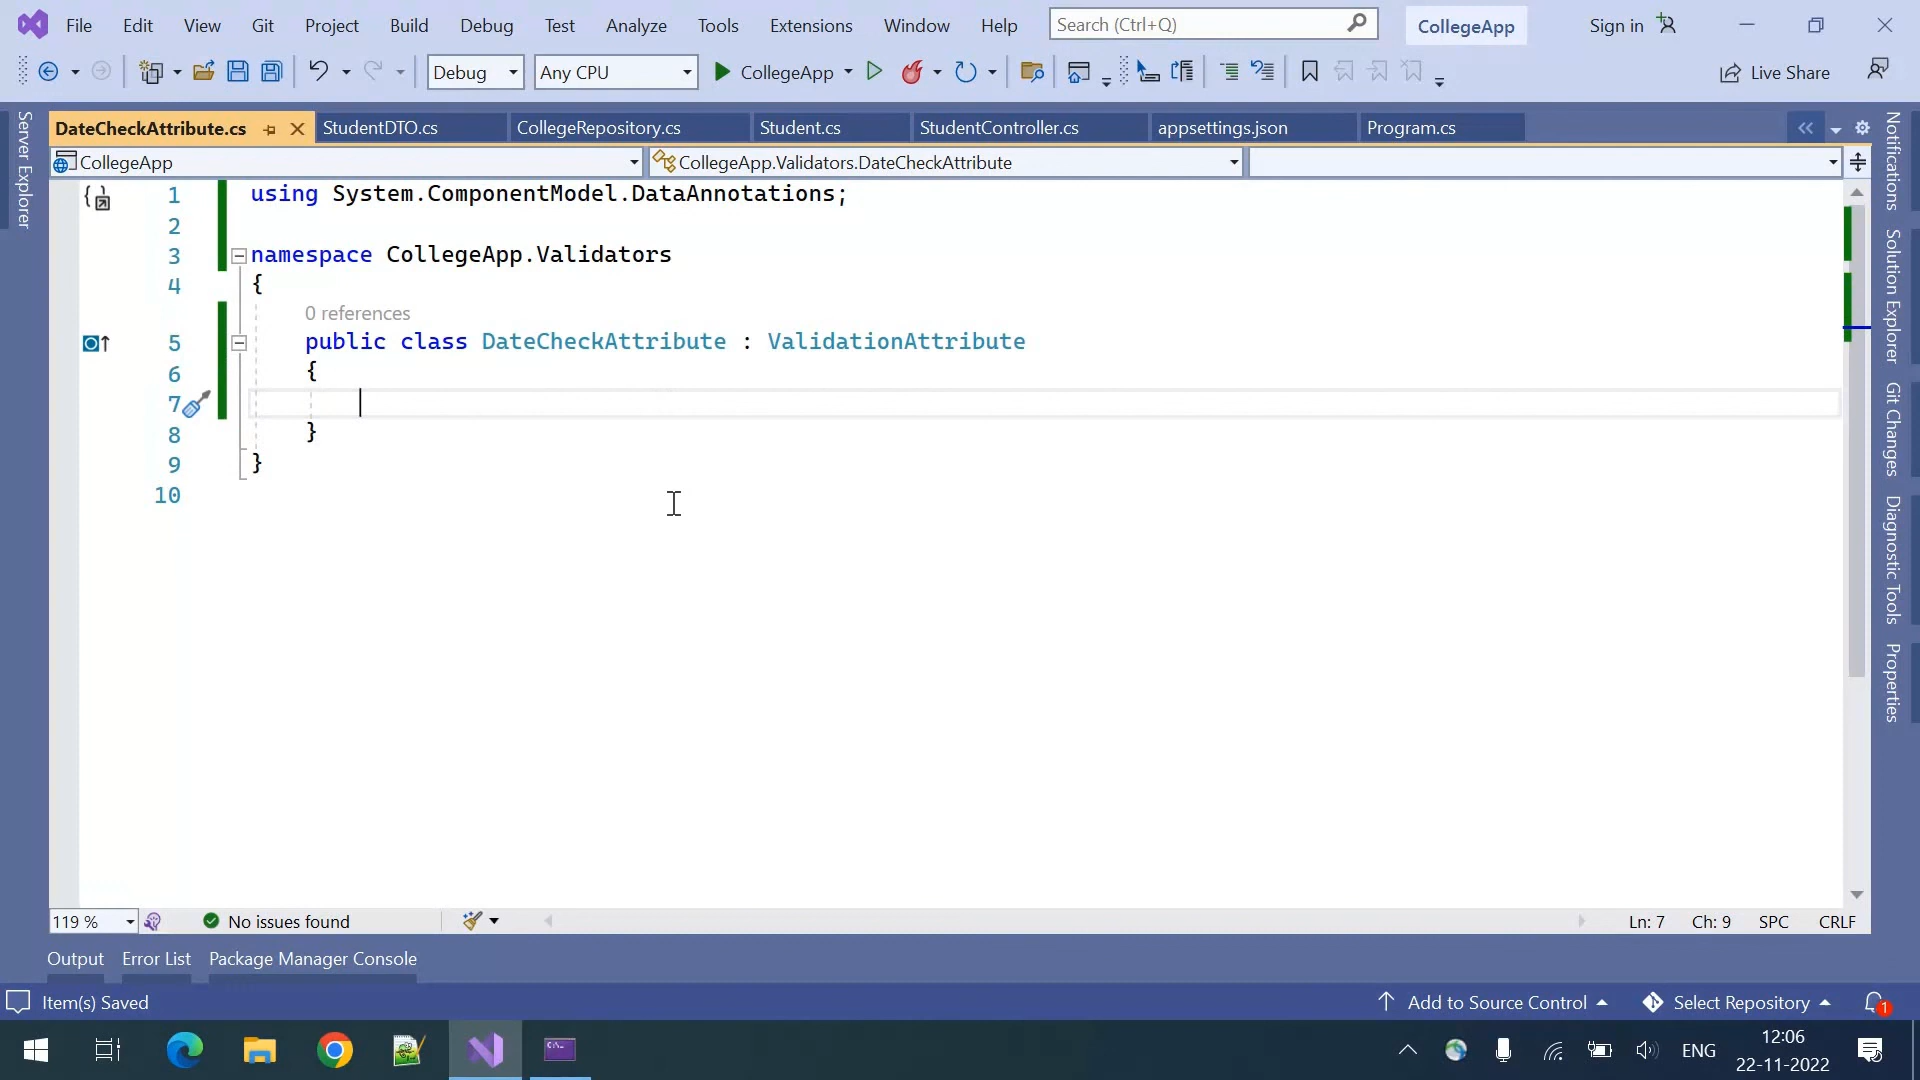 File Edit View Git Project Build Debug Test Analyze Tools Extensions Window Help Search (Ctrl+Q) CollegeApp Sign in
Debug Any CPU CollegeApp Live Share
DateCheckAttribute.cs StudentDTO.cs CollegeRepository.cs Student.cs StudentController.cs appsettings.json Program.cs
CollegeApp CollegeApp.Validators.DateCheckAttribute
1 using System.ComponentModel.DataAnnotations;
2
3 namespace CollegeApp.Validators
4 {
0 references
5 public class DateCheckAttribute : ValidationAttribute
6 {
7
8 }
9 }
10
Server Explorer
Notifications
Solution Explorer
Git Changes
Diagnostic Tools
Properties
119 % No issues found Ln: 7 Ch: 9 SPC CRLF
Output Error List Package Manager Console
Item(s) Saved Add to Source Control Select Repository 1
ENG 12:06
22-11-2022